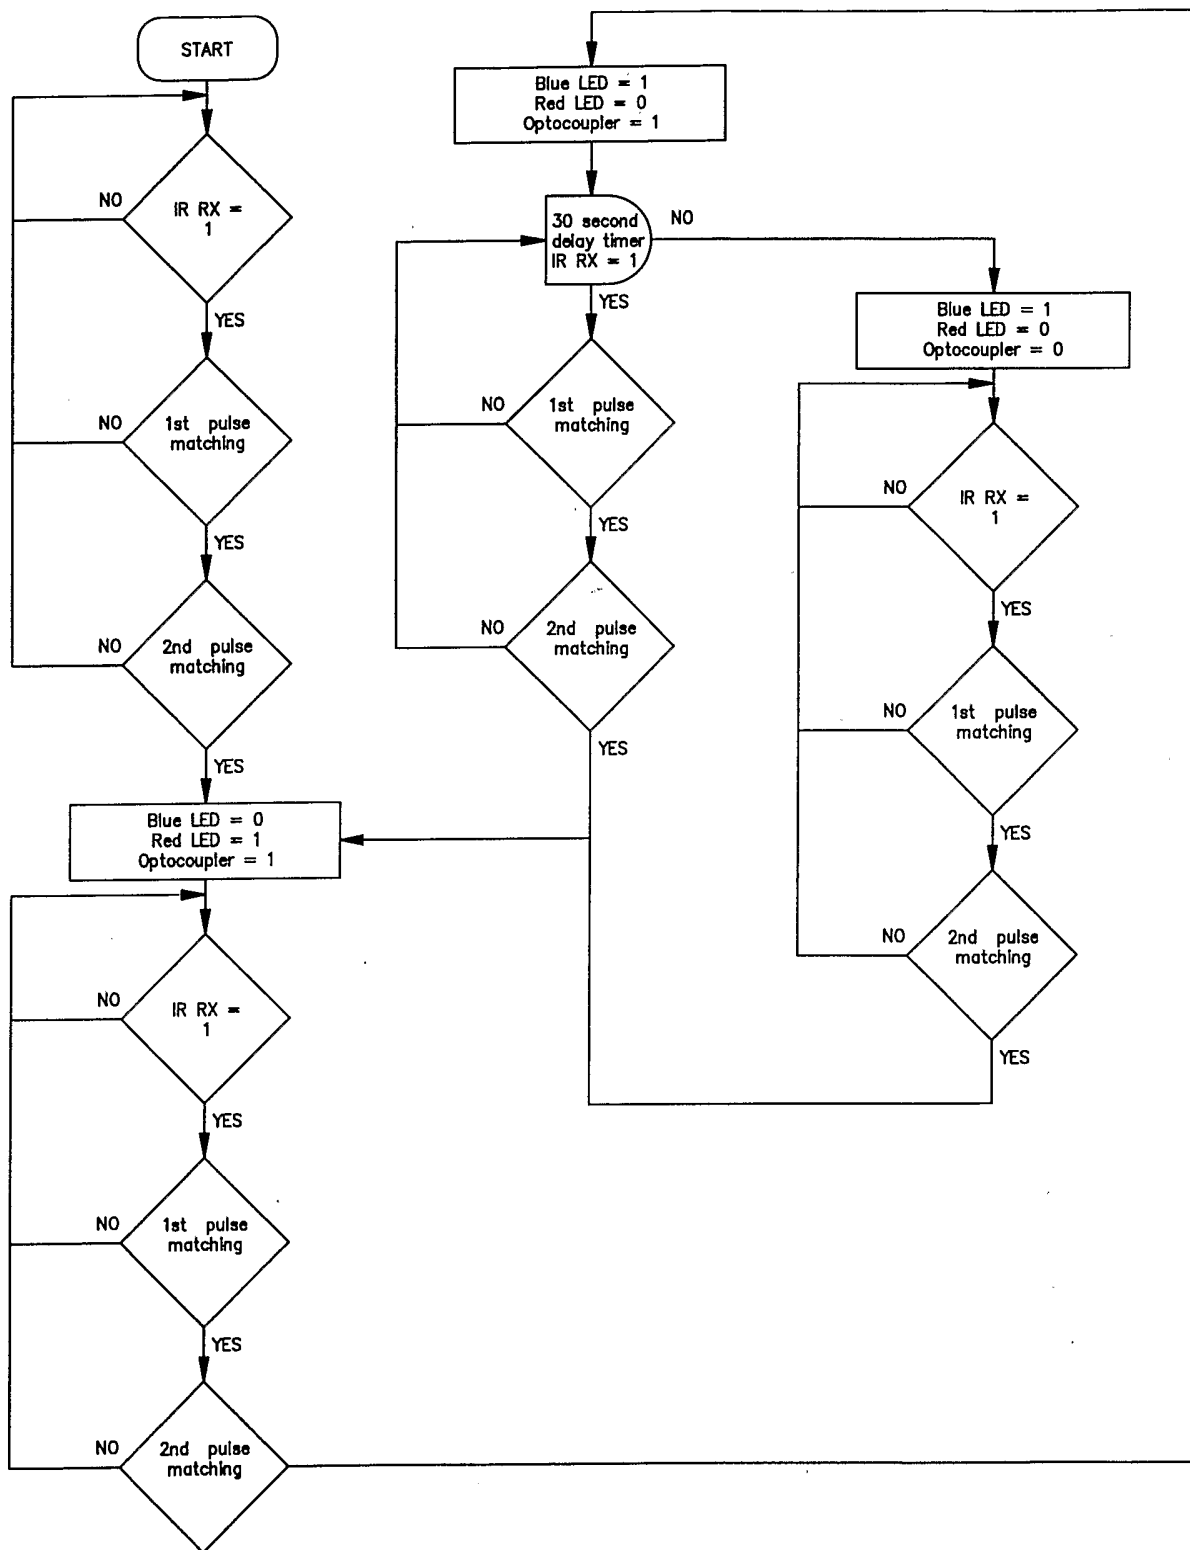 START
NO
IR RX =
1
YES
NO
1st pulse
matching
YES
NO
2nd pulse
matching
YES
Blue LED = 0
Red LED = 1
Optocoupler = 1
NO
IR RX =
1
YES
NO
1st pulse
matching
YES
NO
2nd pulse
matching
Blue LED = 1
Red LED = 0
Optocoupler = 1
30 second
delay timer
IR RX = 1
NO
YES
NO
1st pulse
matching
YES
NO
2nd pulse
matching
YES
Blue LED = 1
Red LED = 0
Optocoupler = 0
NO
IR RX =
1
YES
NO
1st pulse
matching
YES
NO
2nd pulse
matching
YES